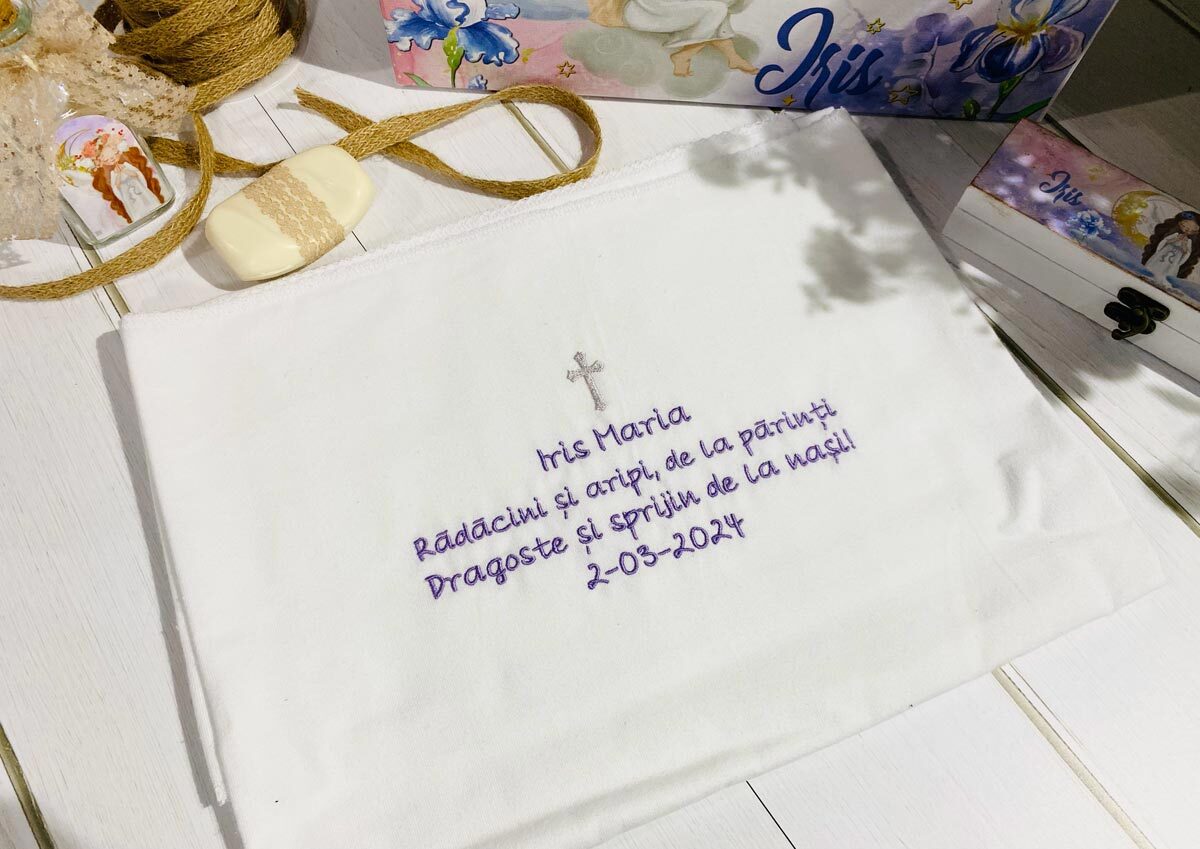 Iris
Iris
Iris Maria
Rădăcini și aripi, de la părinți
Dragoste și sprijin de la nași!
2-03-2024